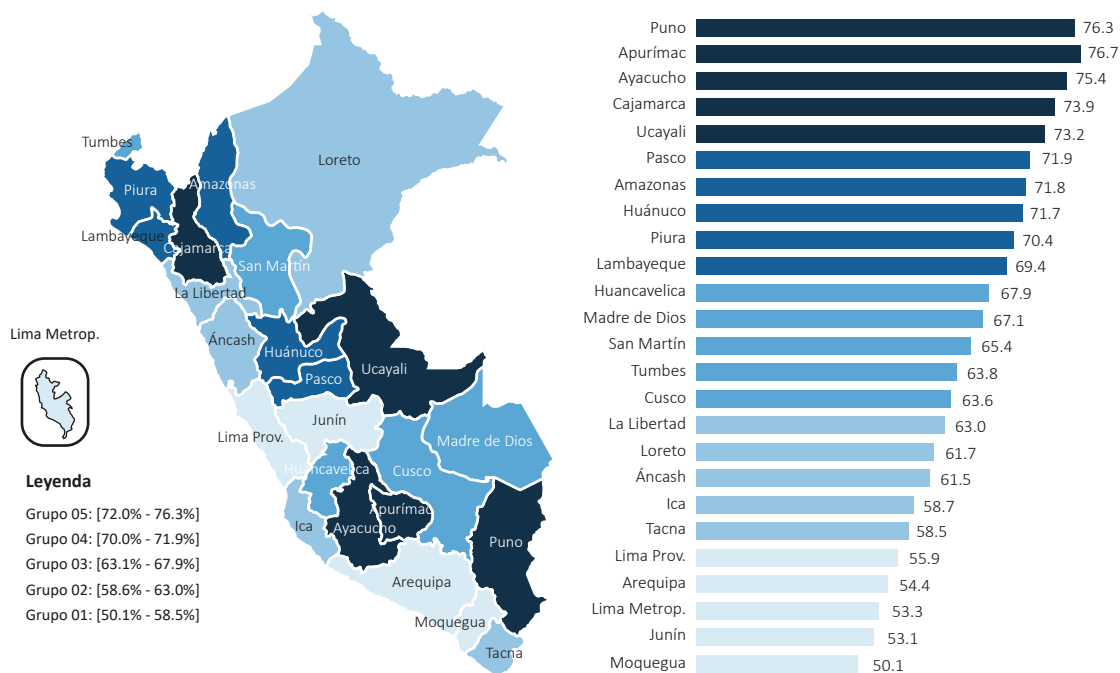 Tumbes
Loreto
Piura
Amazonas
Lambayeque
Cajamarca
San Martín
La Libertad
Lima Metrop.
Áncash
Huánuco
Ucayali
Pasco
Junín
Lima Prov.
Madre de Dios
Huancavelica
Cusco
Leyenda
Grupo 05: [72.0% - 76.3%]
Grupo 04: [70.0% - 71.9%]
Grupo 03: [63.1% - 67.9%]
Grupo 02: [58.6% - 63.0%]
Grupo 01: [50.1% - 58.5%]
Ica
Ayacucho
Apurímac
Puno
Arequipa
Moquegua
Tacna
Puno 76.3
Apurímac 76.7
Ayacucho 75.4
Cajamarca 73.9
Ucayali 73.2
Pasco 71.9
Amazonas 71.8
Huánuco 71.7
Piura 70.4
Lambayeque 69.4
Huancavelica 67.9
Madre de Dios 67.1
San Martín 65.4
Tumbes 63.8
Cusco 63.6
La Libertad 63.0
Loreto 61.7
Áncash 61.5
Ica 58.7
Tacna 58.5
Lima Prov. 55.9
Arequipa 54.4
Lima Metrop. 53.3
Junín 53.1
Moquegua 50.1